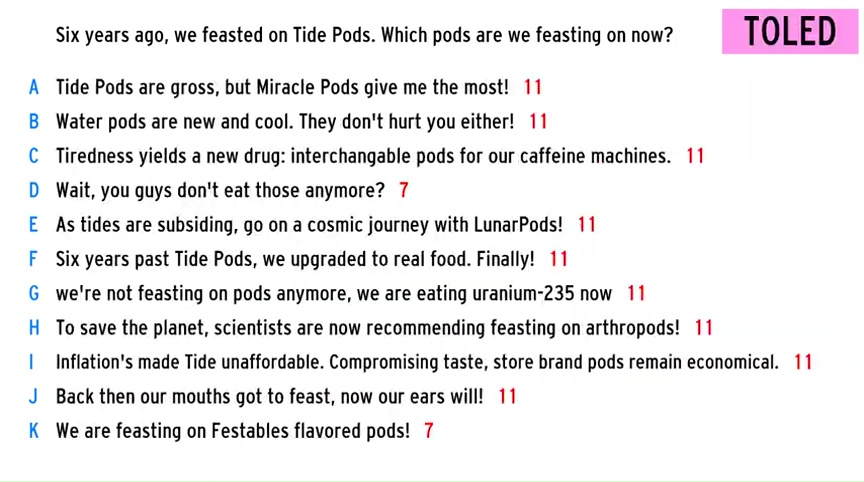 Six years ago, we feasted on Tide Pods. Which pods are we feasting on now?
TOLED
A Tide Pods are gross, but Miracle Pods give me the most! 11
B Water pods are new and cool. They don't hurt you either! 11
C Tiredness yields a new drug: interchangable pods for our caffeine machines. 11
D Wait, you guys don't eat those anymore? 7
E As tides are subsiding, go on a cosmic journey with LunarPods! 11
F Six years past Tide Pods, we upgraded to real food. Finally! 11
G we're not feasting on pods anymore, we are eating uranium-235 now 11
H To save the planet, scientists are now recommending feasting on arthropods! 11
I Inflation's made Tide unaffordable. Compromising taste, store brand pods remain economical. 11
J Back then our mouths got to feast, now our ears will! 11
K We are feasting on Festables flavored pods! 7